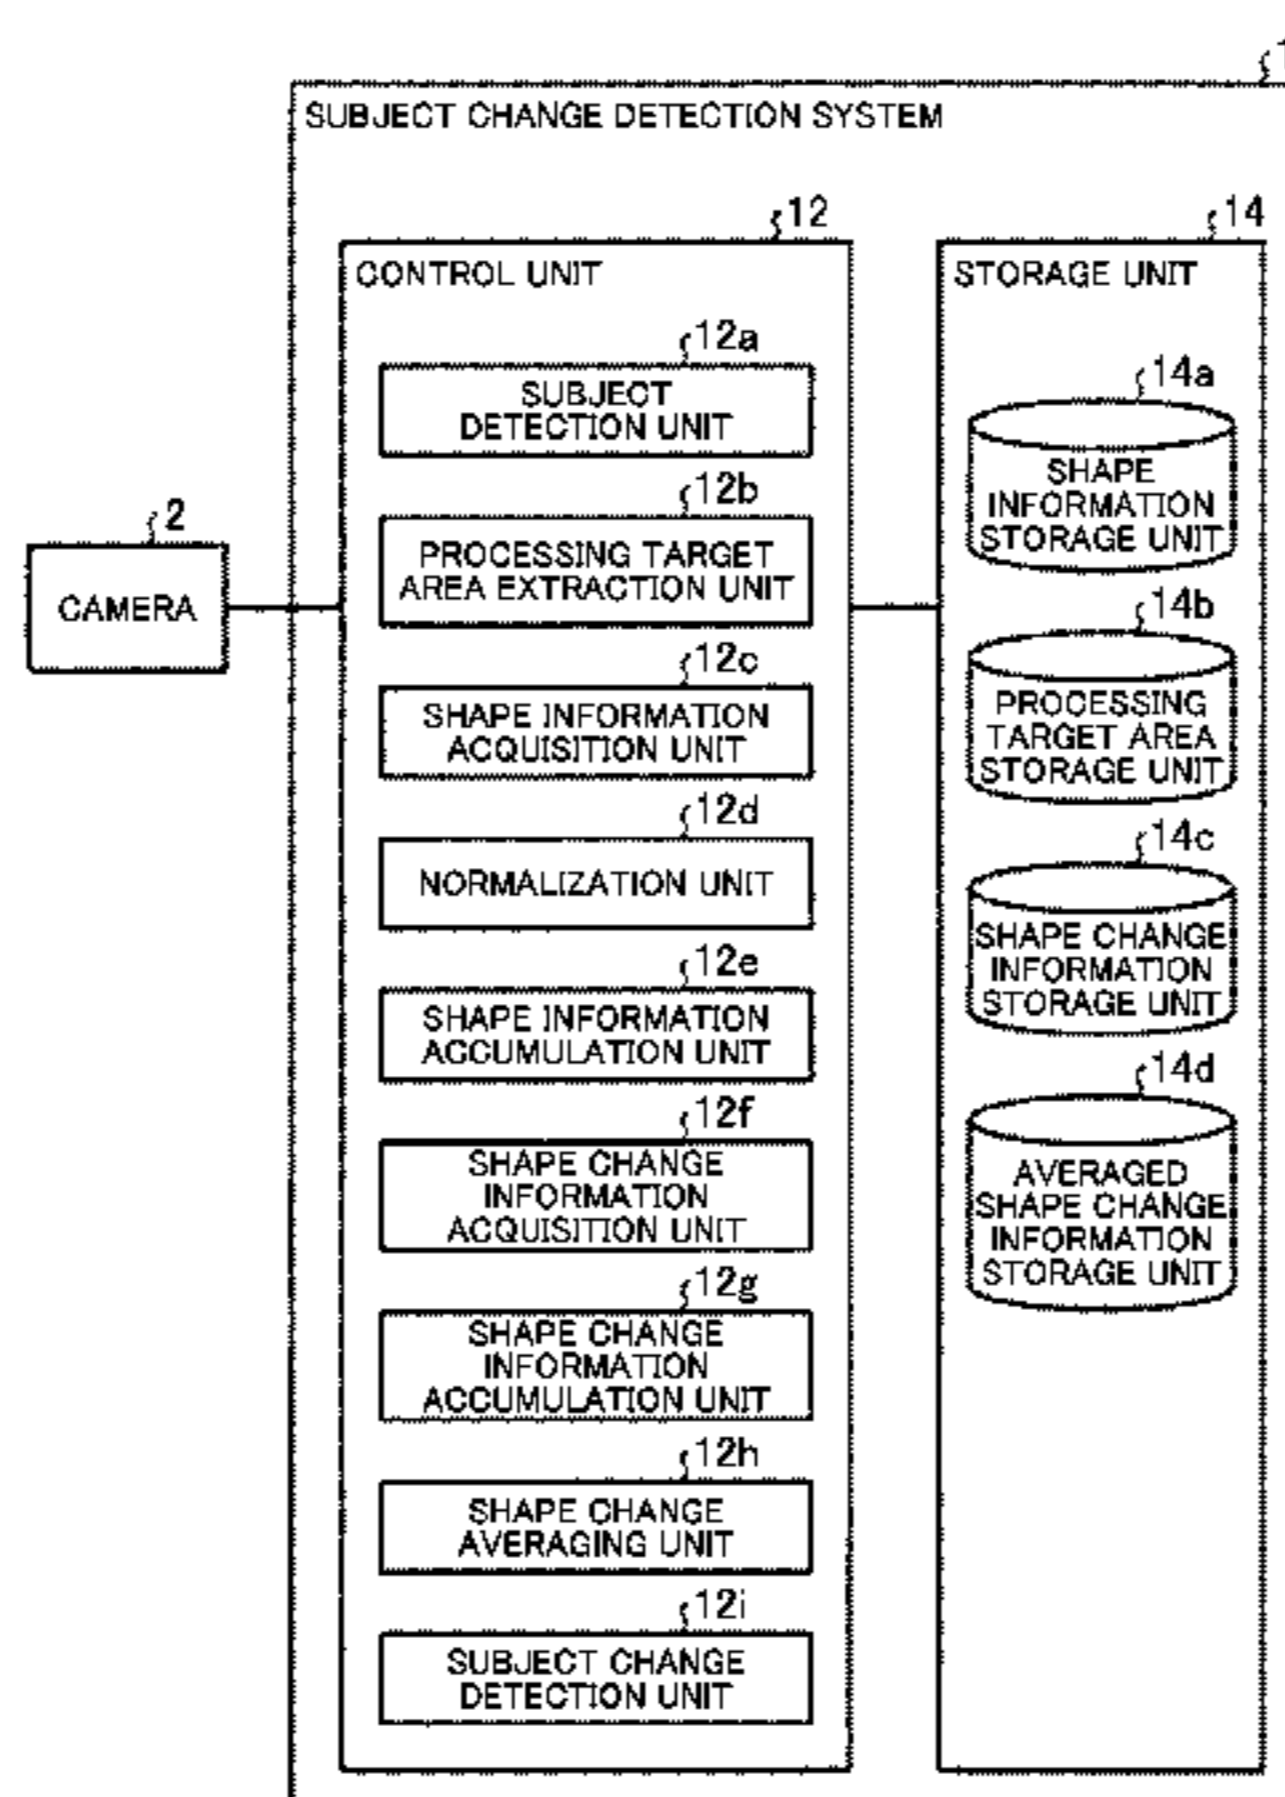 1
SUBJECT CHANGE DETECTION SYSTEM
12
CONTROL UNIT
12a
SUBJECT
DETECTION UNIT
12b
PROCESSING TARGET
AREA EXTRACTION UNIT
12c
SHAPE INFORMATION
ACQUISITION UNIT
12d
NORMALIZATION UNIT
12e
SHAPE INFORMATION
ACCUMULATION UNIT
12f
SHAPE CHANGE
INFORMATION
ACQUISITION UNIT
12g
SHAPE CHANGE
INFORMATION
ACCUMULATION UNIT
12h
SHAPE CHANGE
AVERAGING UNIT
12i
SUBJECT CHANGE
DETECTION UNIT
2
CAMERA
14
STORAGE UNIT
14a
SHAPE
INFORMATION
STORAGE UNIT
14b
PROCESSING
TARGET AREA
STORAGE UNIT
14c
SHAPE CHANGE
INFORMATION
STORAGE UNIT
14d
AVERAGED
SHAPE CHANGE
INFORMATION
STORAGE UNIT